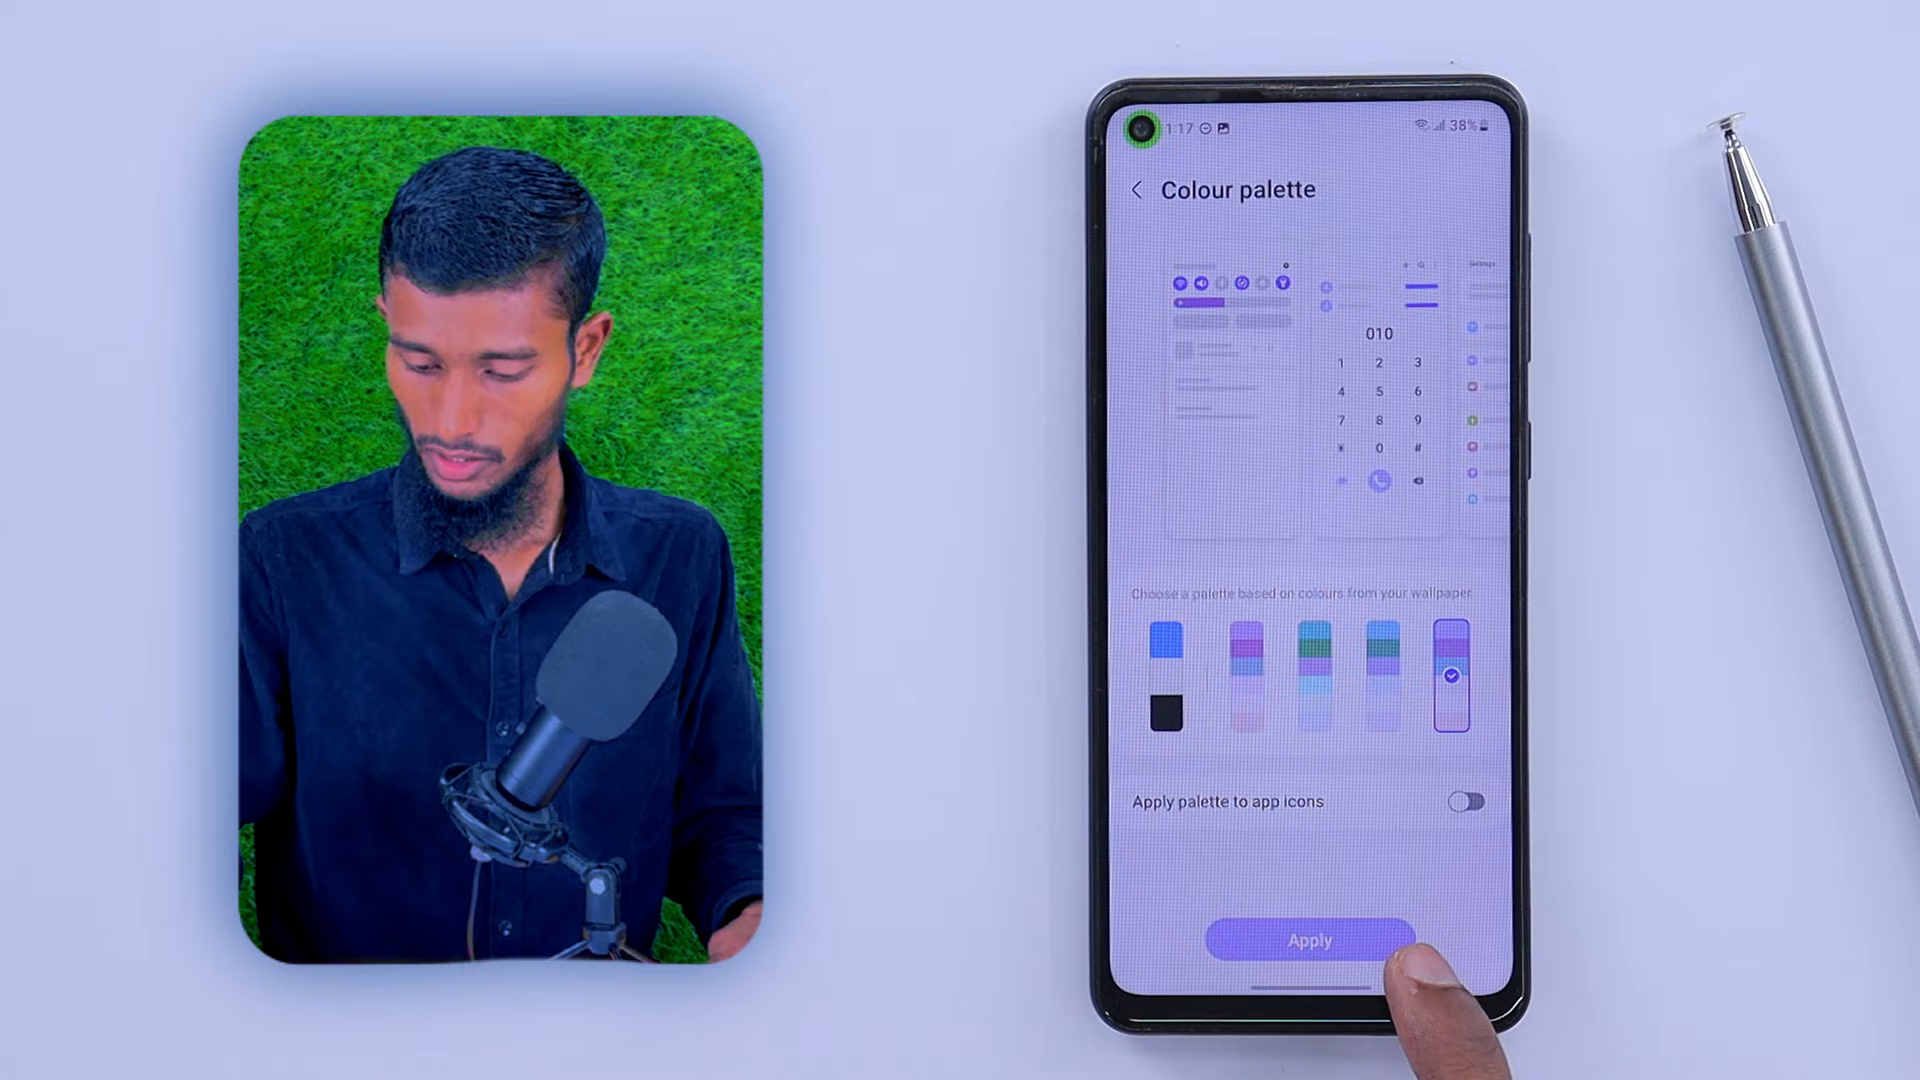 1:17
38%
Colour palette
Settings
010
1 2 3
4 5 6
7 8 9
* 0 #
Choose a palette based on colours from your wallpaper
Apply palette to app icons
Apply